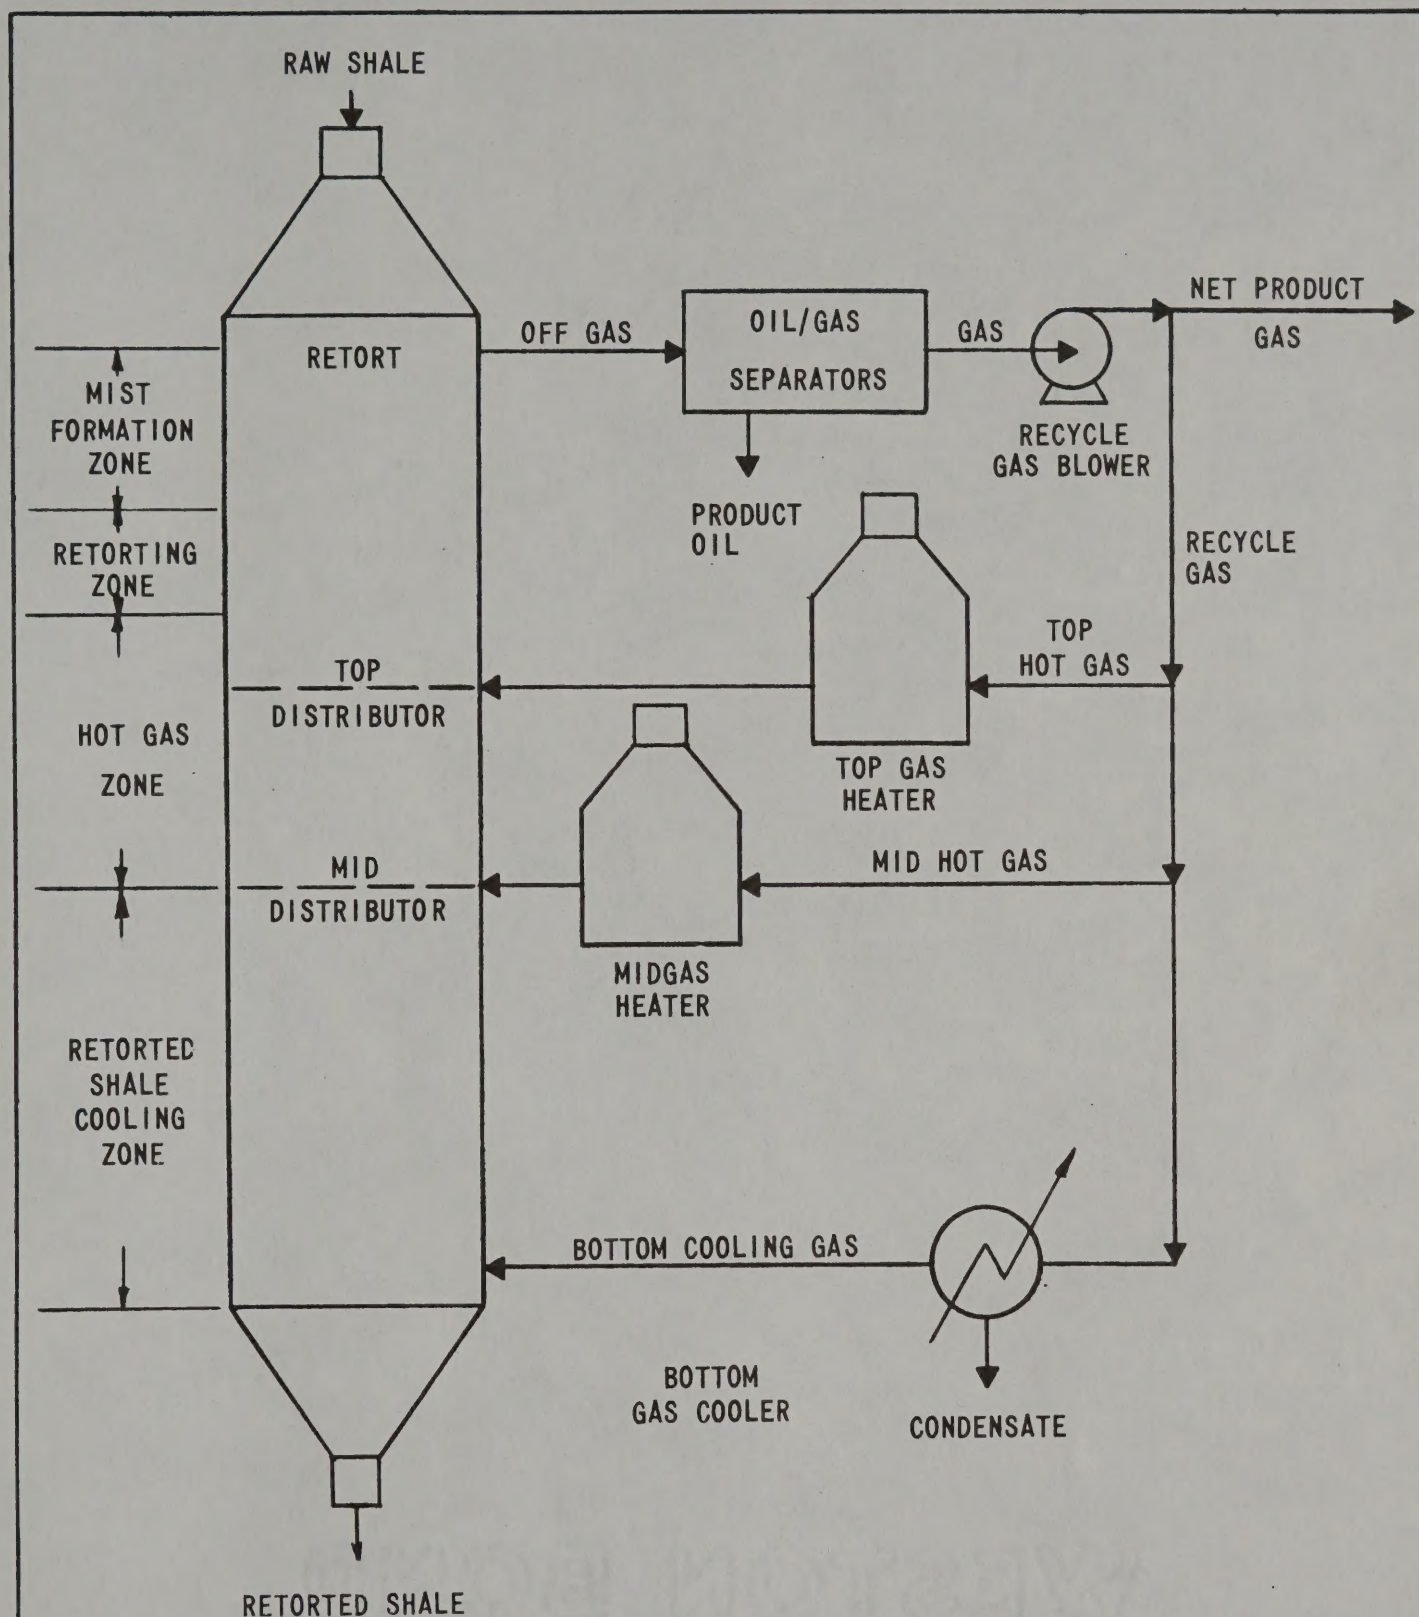 RAW SHALE
RETORT
MIST
FORMATION
ZONE
RETORTING
ZONE
HOT GAS
ZONE
RETORTED
SHALE
COOLING
ZONE
OFF GAS
OIL/GAS
SEPARATORS
GAS
NET PRODUCT
GAS
RECYCLE
GAS BLOWER
PRODUCT
OIL
RECYCLE
GAS
TOP
HOT GAS
TOP
DISTRIBUTOR
TOP GAS
HEATER
MID HOT GAS
MID
DISTRIBUTOR
MIDGAS
HEATER
BOTTOM COOLING GAS
BOTTOM
GAS COOLER
CONDENSATE
RETORTED SHALE